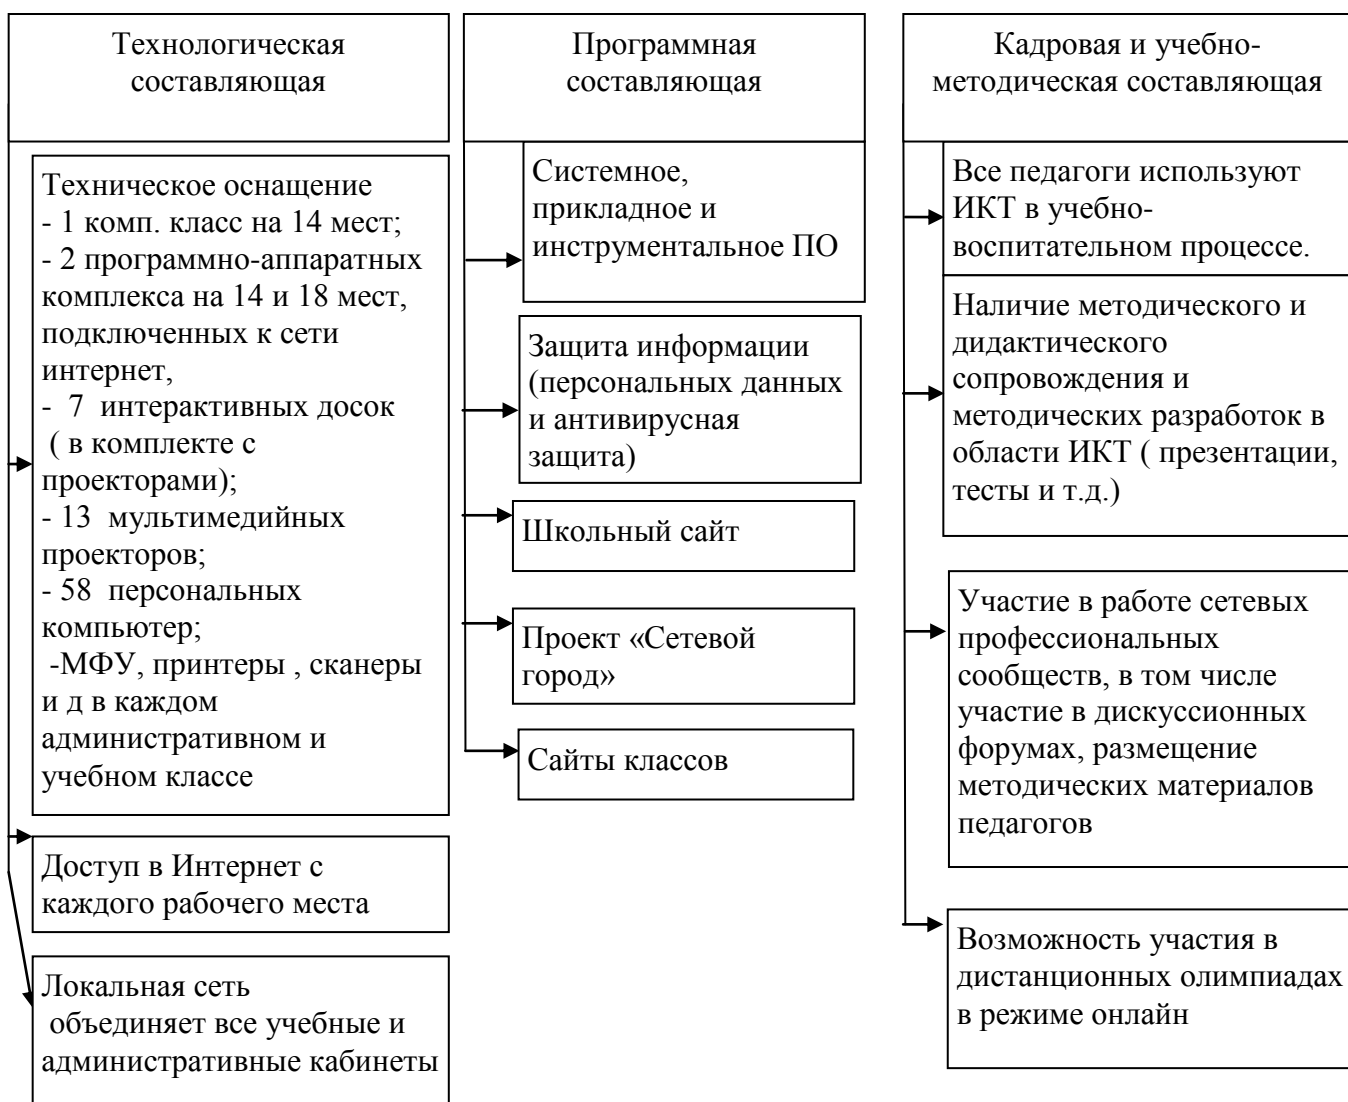 Технологическая
составляющая
Техническое оснащение
- 1 комп. класс на 14 мест;
- 2 программно-аппаратных
комплекса на 14 и 18 мест,
подключенных к сети
интернет,
- 7 интерактивных досок
( в комплекте с
проекторами);
- 13 мультимедийных
проекторов;
- 58 персональных
компьютер;
-МФУ, принтеры , сканеры
и д в каждом
административном и
учебном классе
Доступ в Интернет с
каждого рабочего места
Локальная сеть
объединяет все учебные и
административные кабинеты
Программная
составляющая
Системное,
прикладное и
инструментальное ПО
Защита информации
(персональных данных
и антивирусная
защита)
Школьный сайт
Проект «Сетевой
город»
Сайты классов
Кадровая и учебно-
методическая составляющая
Все педагоги используют
ИКТ в учебно-
воспитательном процессе.
Наличие методического и
дидактического
сопровождения и
методических разработок в
области ИКТ ( презентации,
тесты и т.д.)
Участие в работе сетевых
профессиональных
сообществ, в том числе
участие в дискуссионных
форумах, размещение
методических материалов
педагогов
Возможность участия в
дистанционных олимпиадах
в режиме онлайн